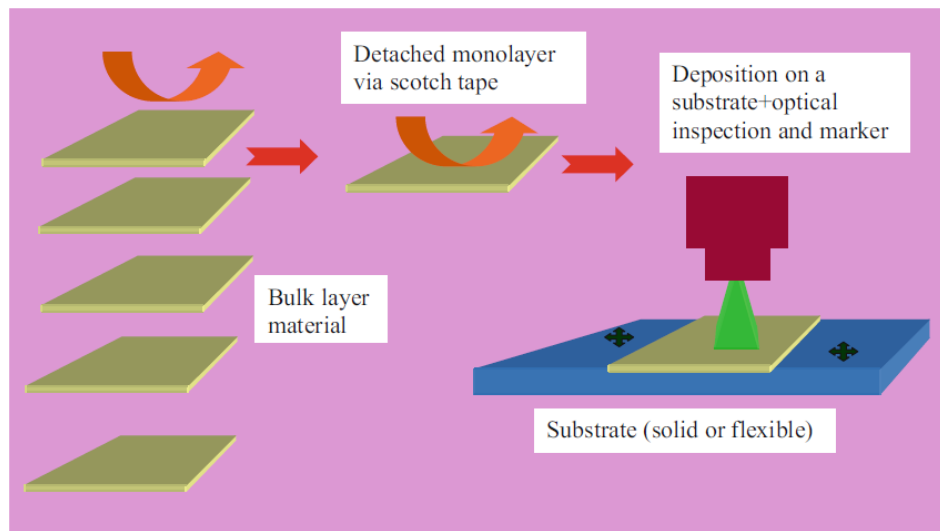 Detached monolayer
via scotch tape
Deposition on a
substrate+optical
inspection and marker
Bulk layer
material
Substrate (solid or flexible)